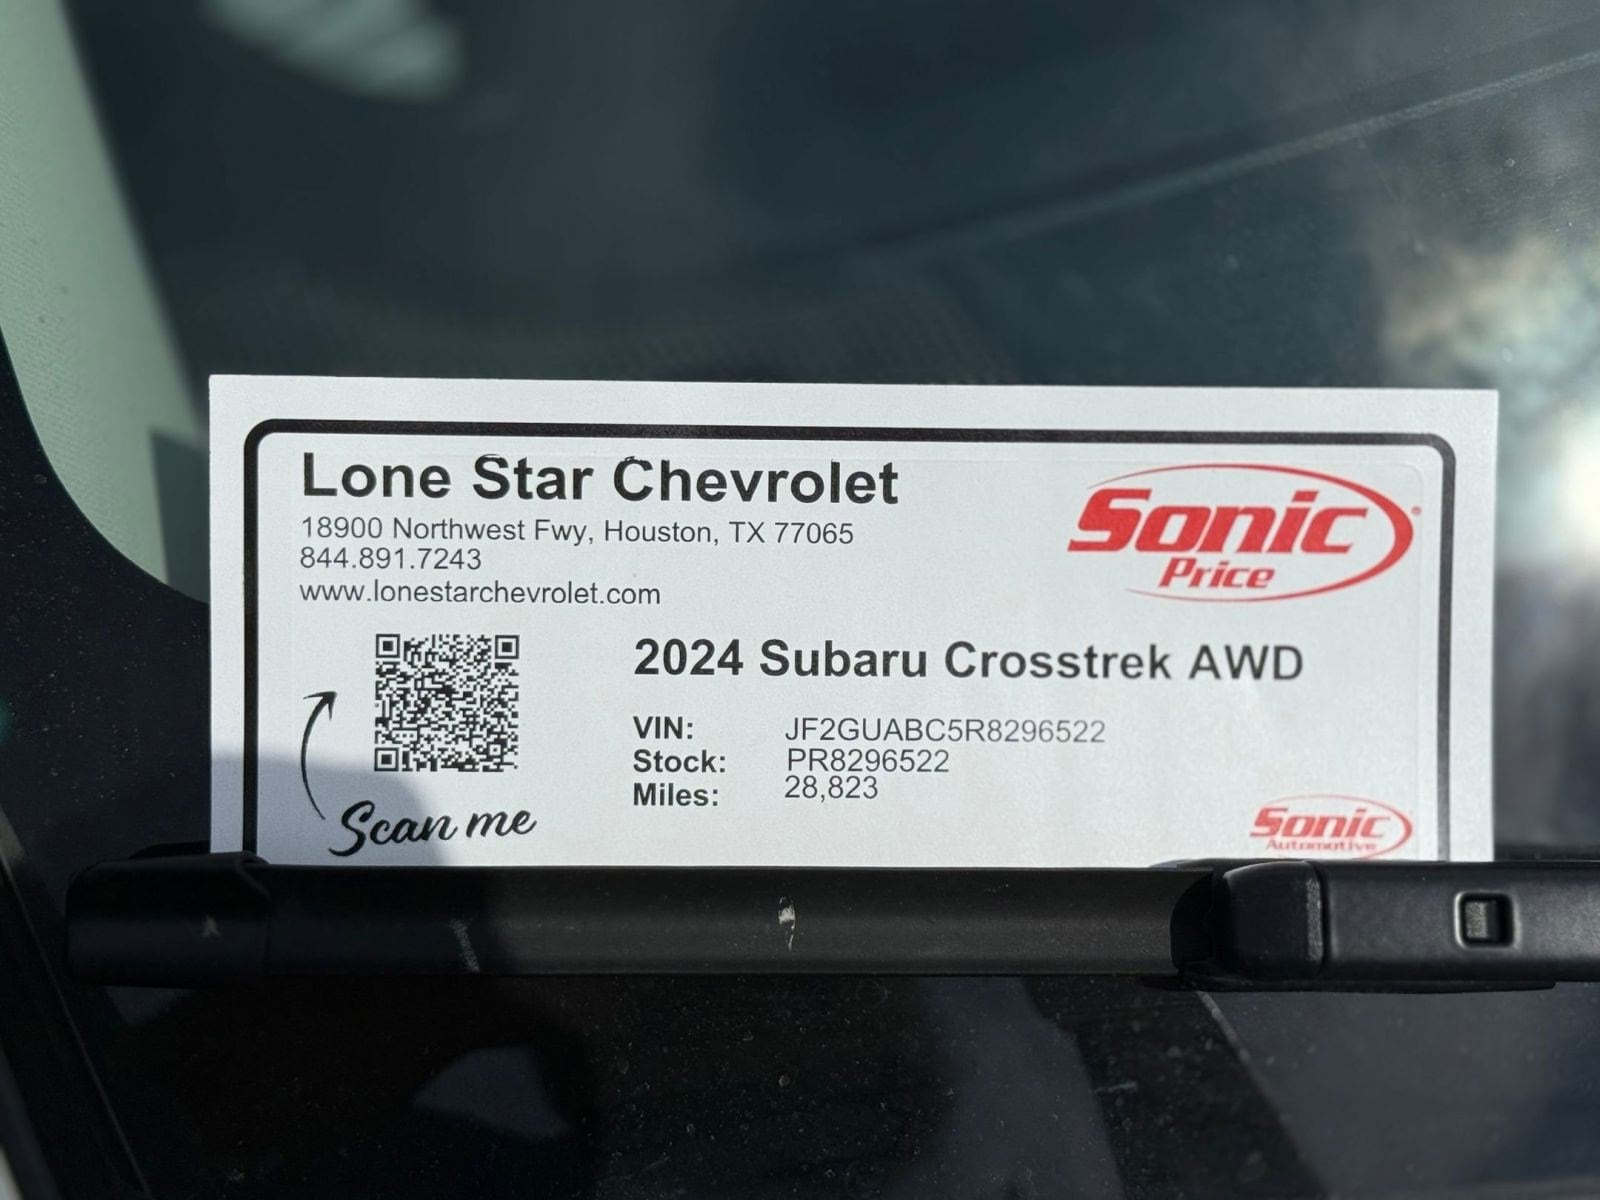 Lone Star Chevrolet
18900 Northwest Fwy, Houston, TX 77065
844.891.7243
www.lonestarchevrolet.com
Sonic®
Price
2024 Subaru Crosstrek AWD
VIN: JF2GUABC5R8296522
Stock: PR8296522
Miles: 28,823
Scan me
Sonic
Automotive